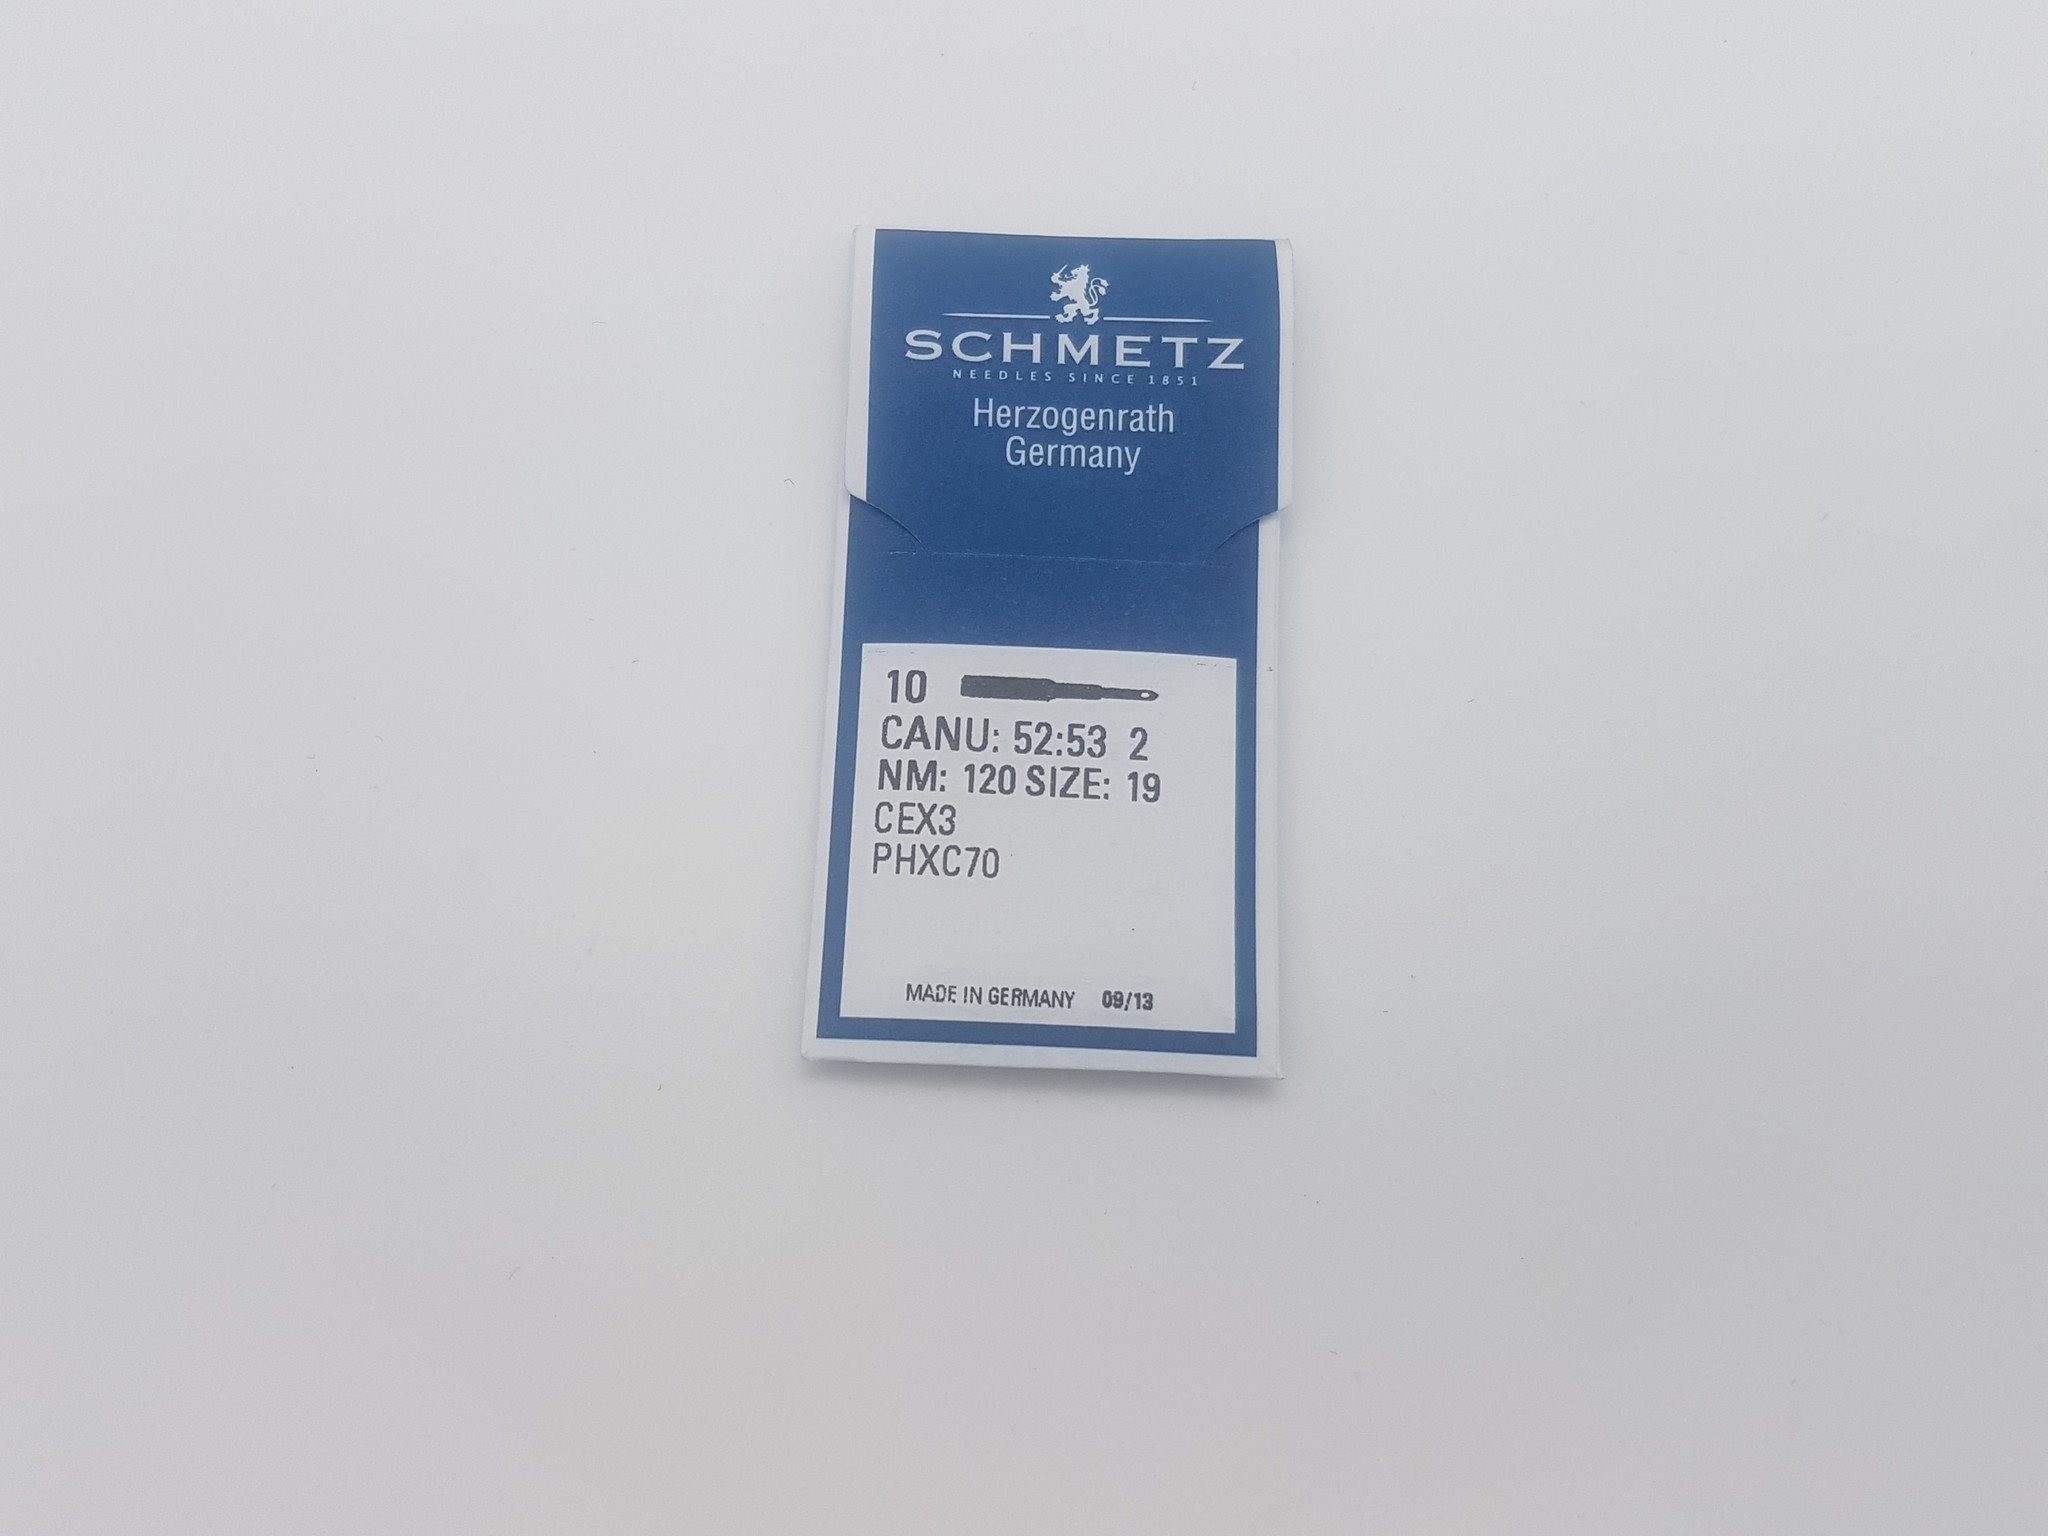 SCHMETZ
NEEDLES SINCE 1851
Herzogenrath
Germany
10
CANU: 52:53 2
NM: 120 SIZE: 19
CEX3
PHXC70
MADE IN GERMANY 09/13